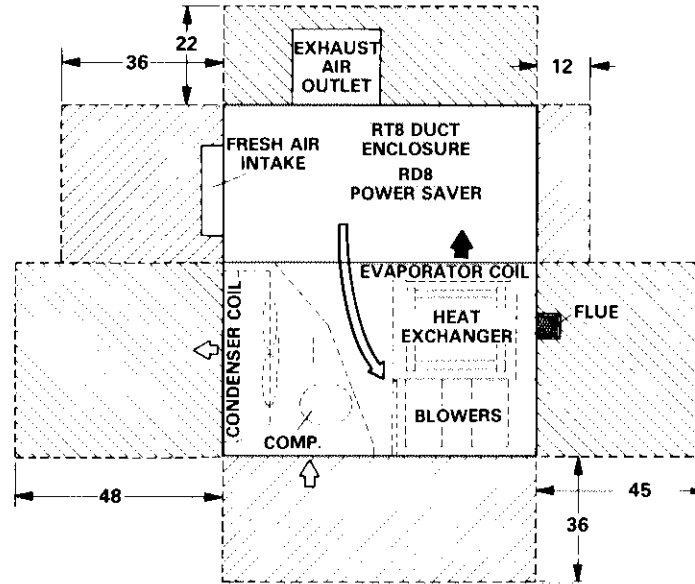 22
36
EXHAUST
AIR
OUTLET
12
FRESH AIR
INTAKE
RT8 DUCT
ENCLOSURE
RD8
POWER SAVER
EVAPORATOR COIL
CONDENSER COIL
HEAT
EXCHANGER
FLUE
BLOWERS
COMP.
48
45
36